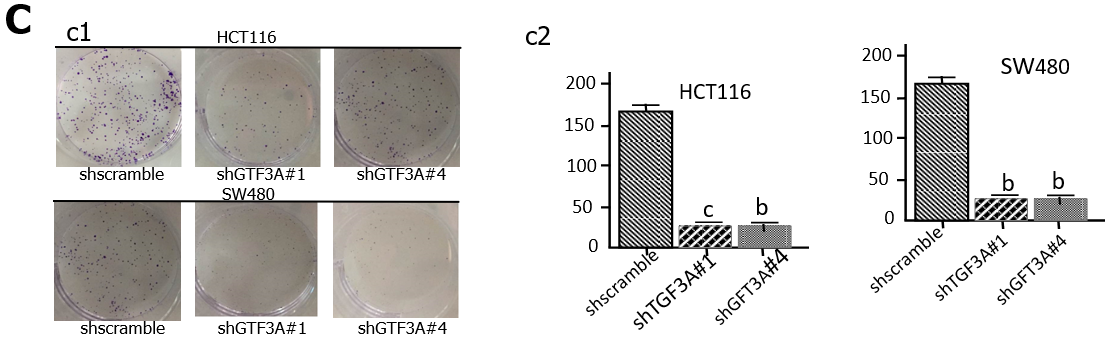 C
c1
HCT116
shscramble
shGTF3A#1
shGTF3A#4
SW480
shscramble
shGTF3A#1
shGTF3A#4
c2
HCT116
200
150
100
50
0
c
b
shscramble
shTGF3A#1
shGFT3A#4
SW480
200
150
100
50
0
b
b
shscramble
shTGF3A#1
shGFT3A#4